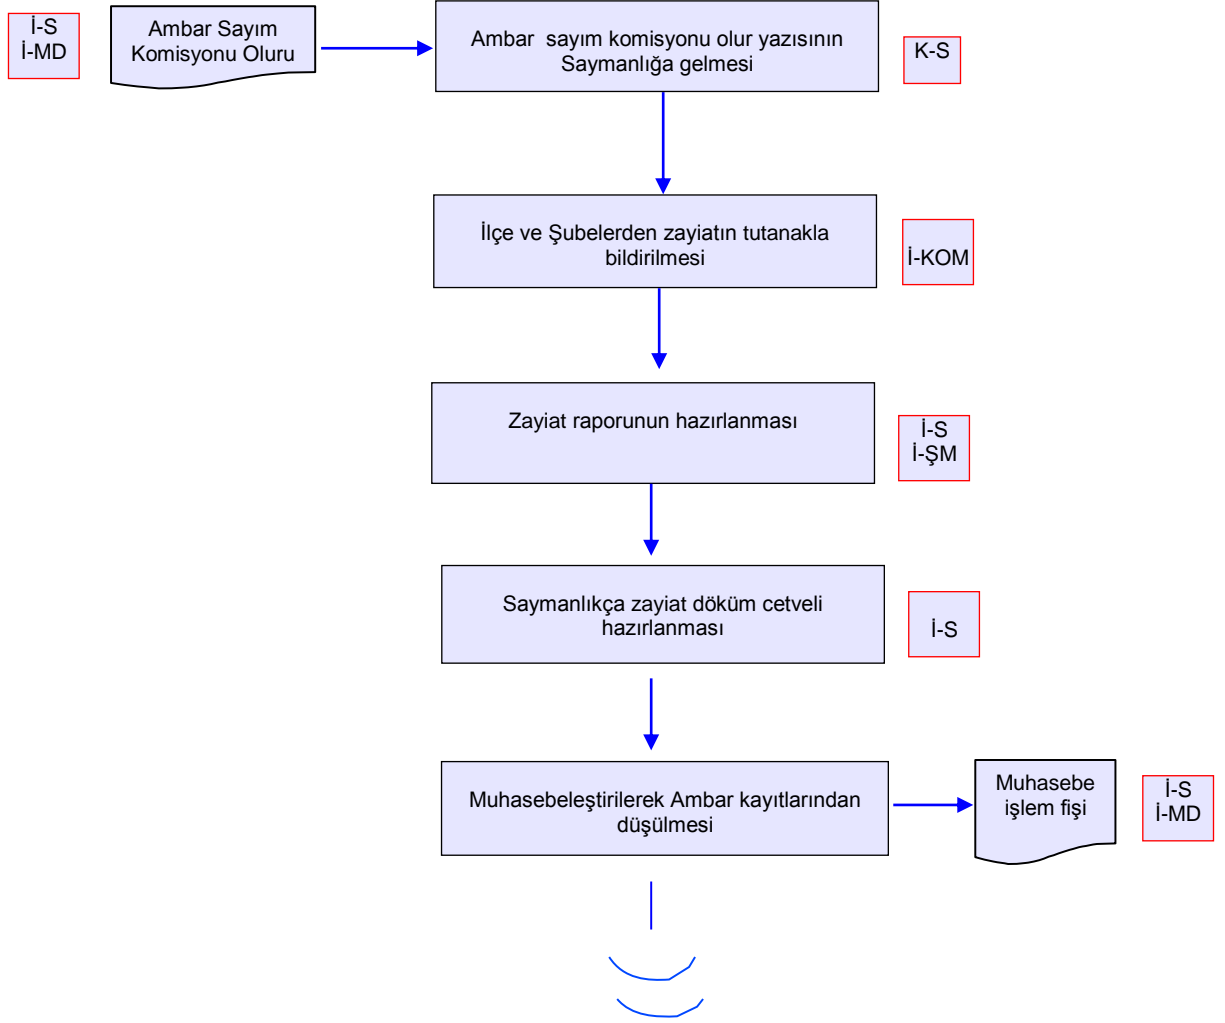 İ-S
İ-MD
Ambar Sayım
Komisyonu Oluru
Ambar  sayım komisyonu olur yazısının
Saymanlığa gelmesi
K-S
İlçe ve Şubelerden zayiatın tutanakla
bildirilmesi
İ-KOM
Zayiat raporunun hazırlanması
İ-S
İ-ŞM
Saymanlıkça zayiat döküm cetveli
hazırlanması
İ-S
Muhasebeleştirilerek Ambar kayıtlarından
düşülmesi
Muhasebe
işlem fişi
İ-S
İ-MD